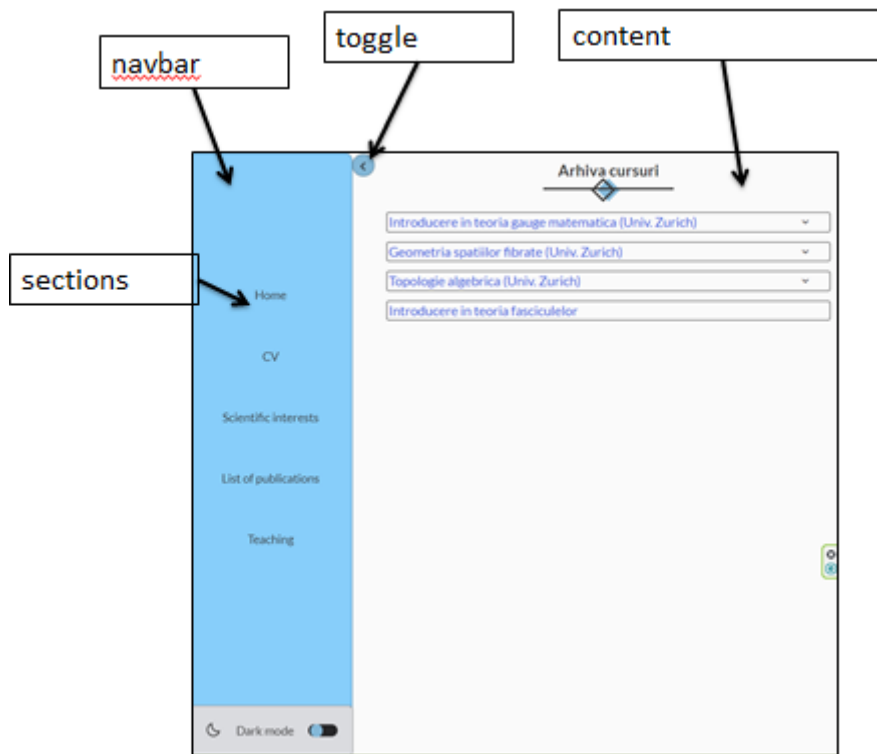 toggle
content
navbar
Arhiva cursuri
Introducere in teoria gauge matematica (Univ. Zurich)
Geometria spatiilor fibrate (Univ. Zurich)
sections
Topologie algebrica (Univ. Zurich)
Home
Introducere in teoria fasciculelor
CV
Scientific interests
List of publications
Teaching
Dark mode